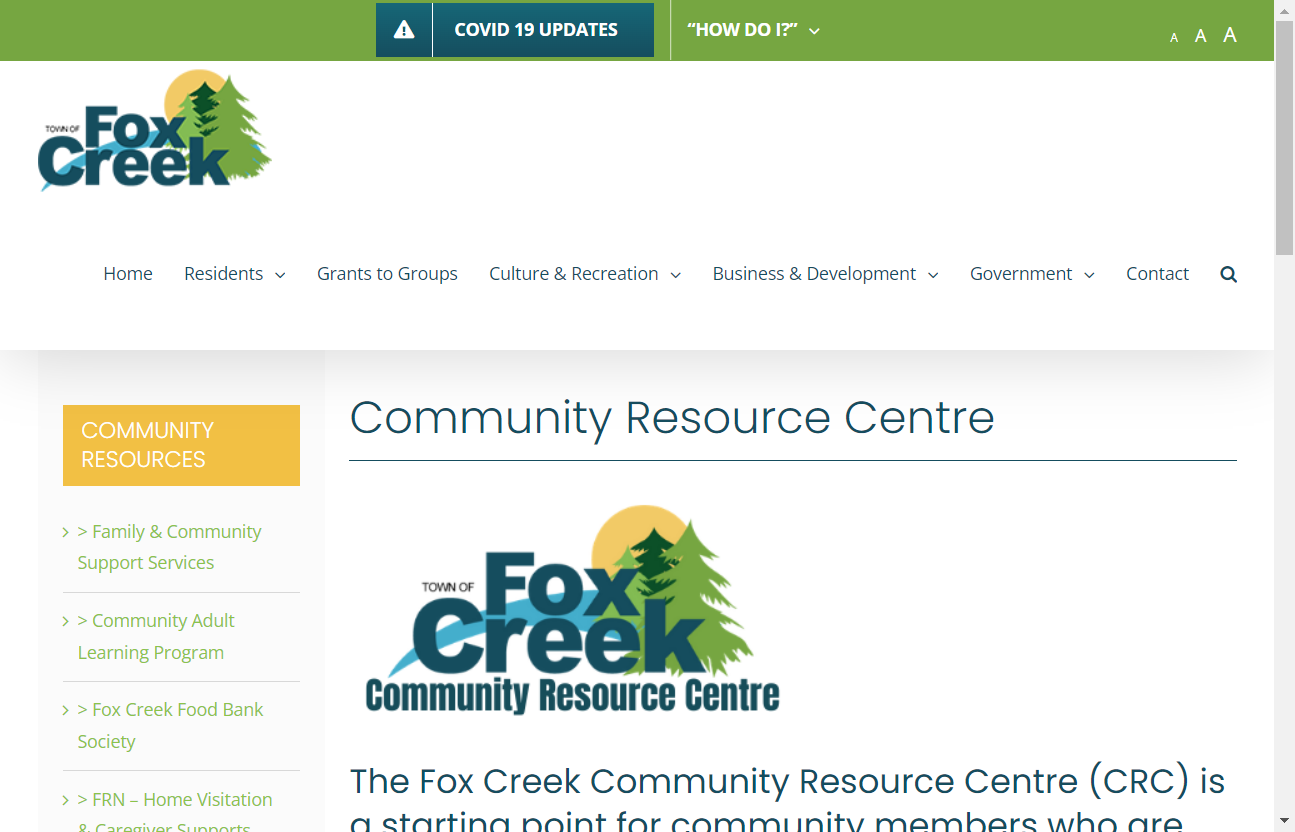 COVID 19 UPDATES
“HOW DO I?”
A A A
TOWN OF
Fox
Creek
Home
Residents
Grants to Groups
Culture & Recreation
Business & Development
Government
Contact
COMMUNITY
RESOURCES
> Family & Community
Support Services
> Community Adult
Learning Program
> Fox Creek Food Bank
Society
> FRN – Home Visitation
& Caregiver Supports
Community Resource Centre
TOWN OF
Fox
Creek
Community Resource Centre
The Fox Creek Community Resource Centre (CRC) is
a starting point for community members who are